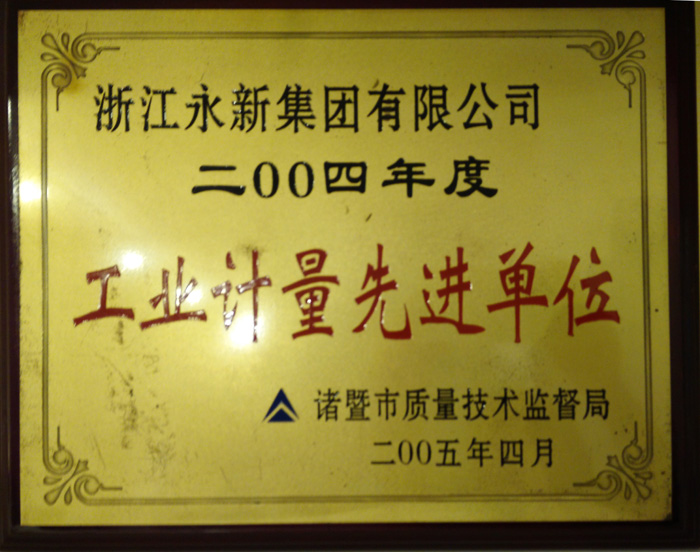 浙江永新集团有限公司
二00四年度
工业计量先进单位
诸暨市质量技术监督局
二00五年四月